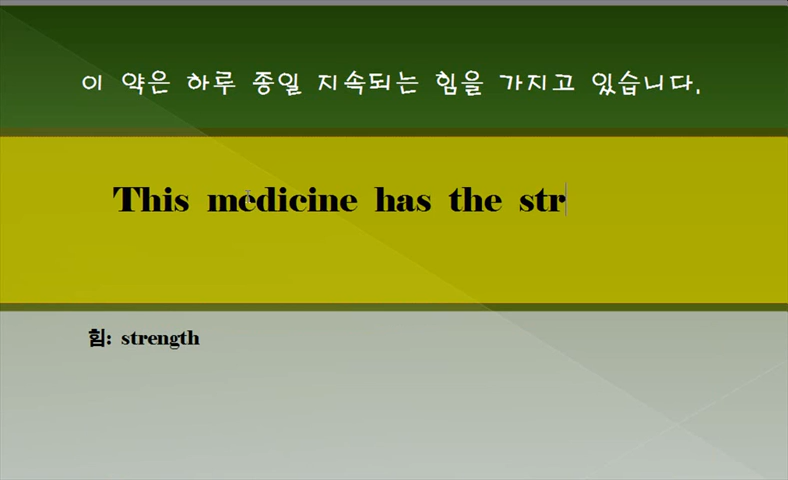 이 약은 하루 종일 지속되는 힘을 가지고 있습니다.
This medicine has the str
힘: strength